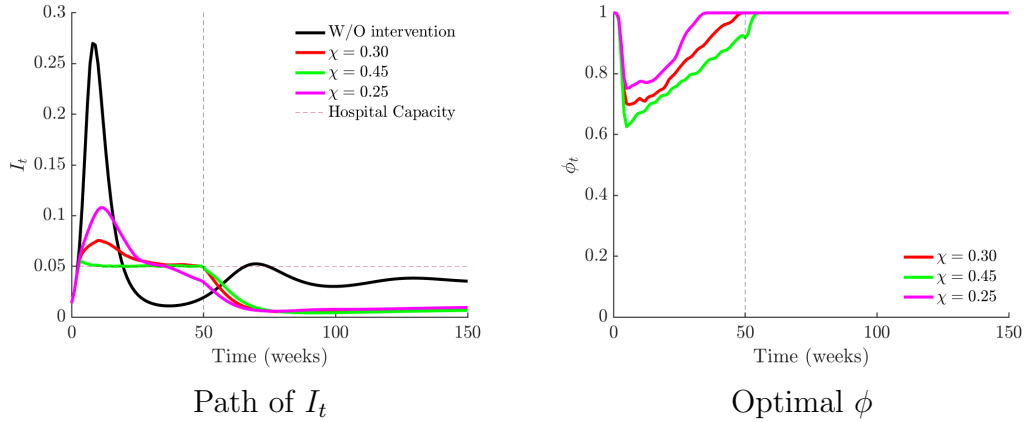 0.3
0.25
0.2
0.15
0.1
0.05
0
I_t
W/O intervention
χ = 0.30
χ = 0.45
χ = 0.25
Hospital Capacity
0 50 100 150
Time (weeks)
Path of I_t
1
0.8
0.6
0.4
0.2
0
ϕ_t
χ = 0.30
χ = 0.45
χ = 0.25
0 50 100 150
Time (weeks)
Optimal ϕ